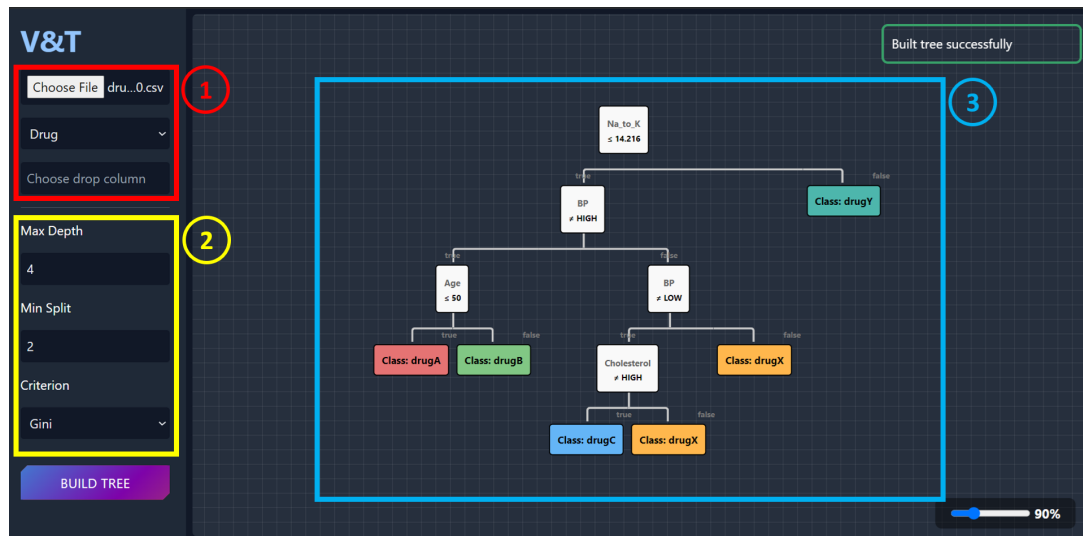 V&T
Choose File dru...0.csv
1
Drug
Choose drop column
Max Depth
2
4
Min Split
2
Criterion
Gini
BUILD TREE
Built tree successfully
3
Na_to_K
≤ 14.216
true
false
BP
≠ HIGH
Class: drugY
true
false
Age
≤ 50
BP
≠ LOW
true
false
true
false
Class: drugA
Class: drugB
Cholesterol
≠ HIGH
Class: drugX
true
false
Class: drugC
Class: drugX
90%